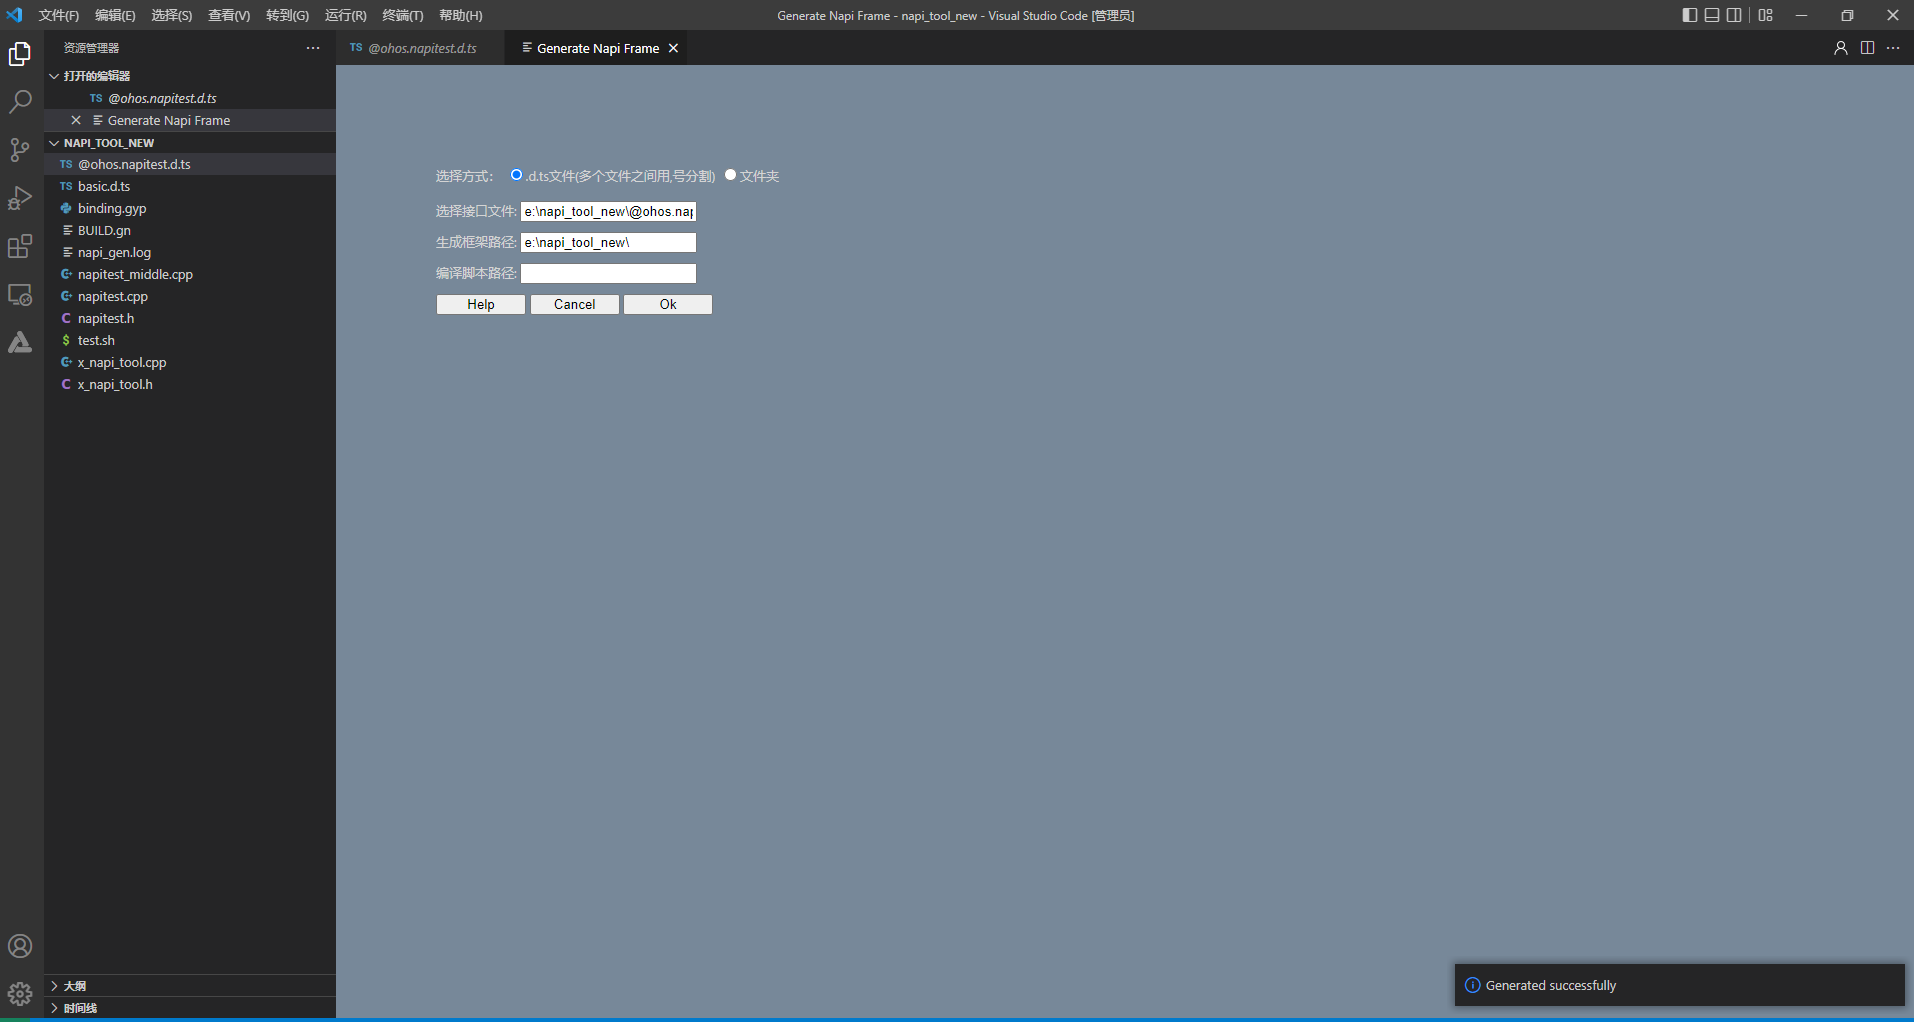 文件(F) 编辑(E) 选择(S) 查看(V) 转到(G) 运行(R) 终端(T) 帮助(H) Generate Napi Frame - napi_tool_new - Visual Studio Code [管理员]
资源管理器
TS @ohos.napitest.d.ts Generate Napi Frame
打开的编辑器
TS @ohos.napitest.d.ts
Generate Napi Frame
NAPI_TOOL_NEW
TS @ohos.napitest.d.ts
TS basic.d.ts
binding.gyp
BUILD.gn
napi_gen.log
napitest_middle.cpp
napitest.cpp
napitest.h
test.sh
x_napi_tool.cpp
x_napi_tool.h
大纲
时间线
选择方式: .d.ts文件(多个文件之间用,号分割) 文件夹
选择接口文件: e:\napi_tool_new\@ohos.nap
生成框架路径: e:\napi_tool_new\
编译脚本路径:
Help Cancel Ok
Generated successfully